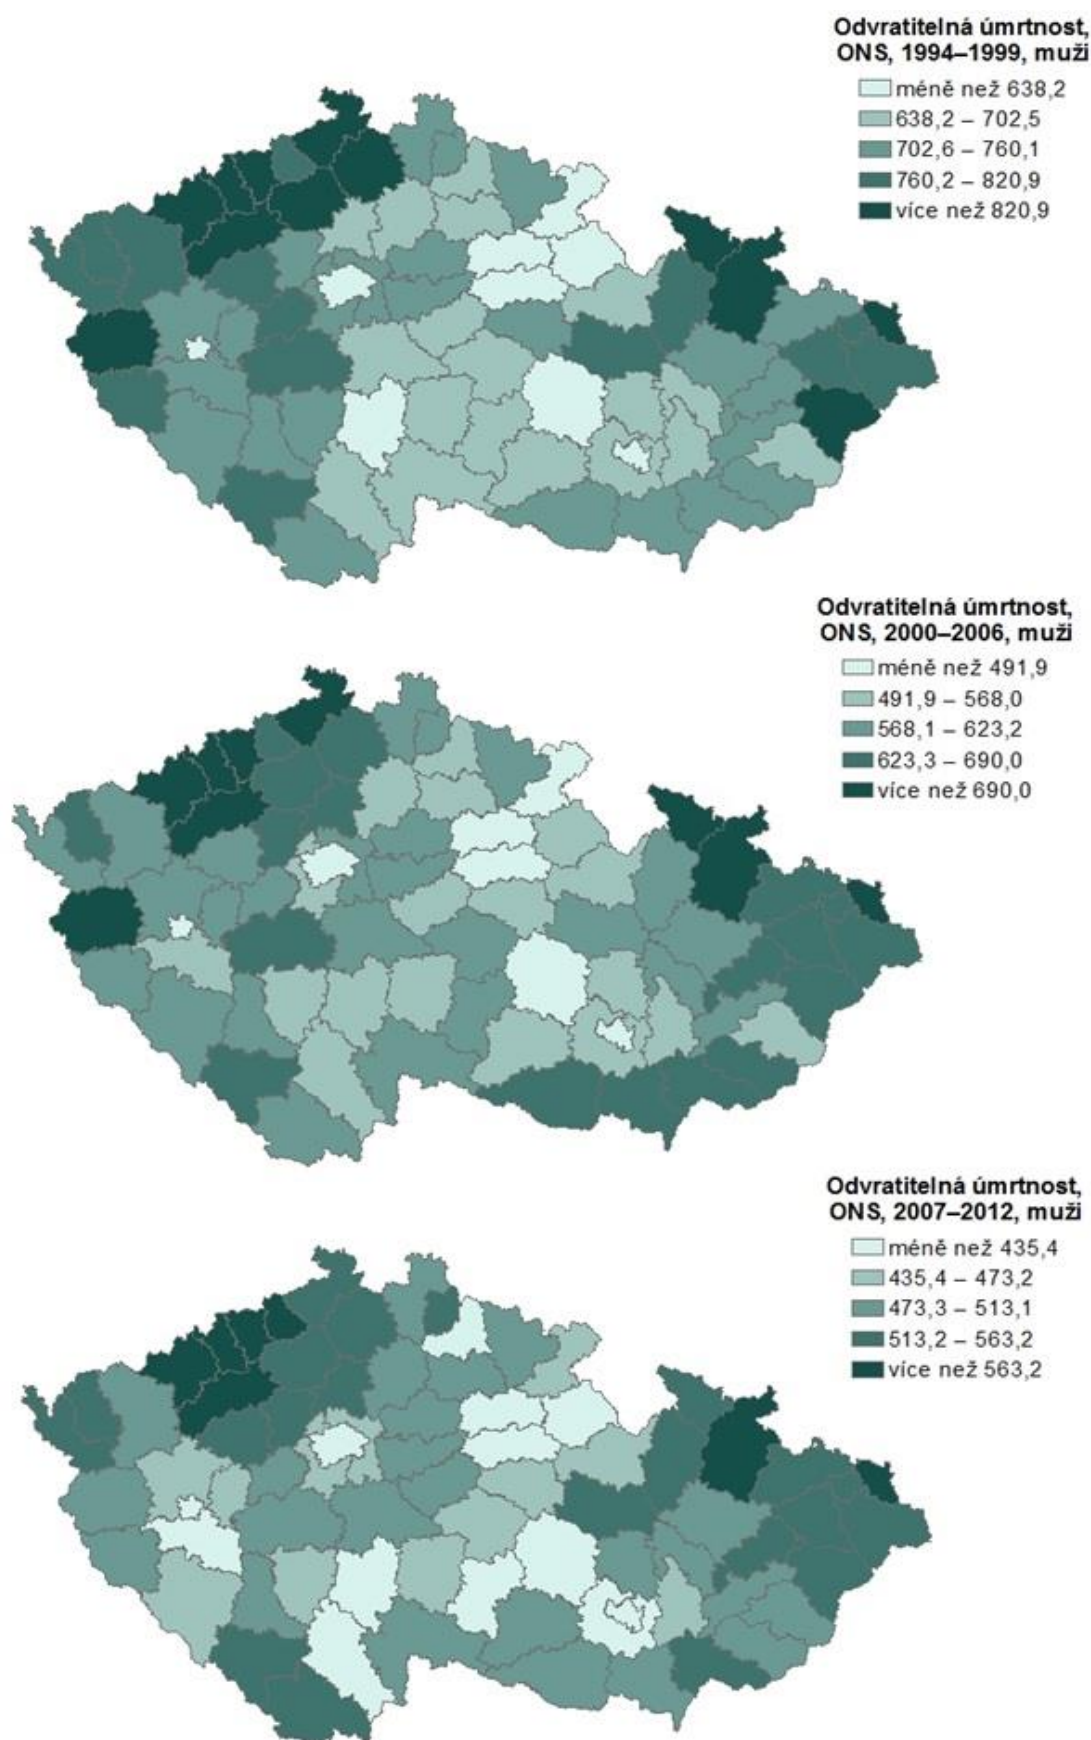 Odvratitelná úmrtnost,
ONS, 1994–1999, muži
méně než 638,2
638,2 – 702,5
702,6 – 760,1
760,2 – 820,9
více než 820,9
Odvratitelná úmrtnost,
ONS, 2000–2006, muži
méně než 491,9
491,9 – 568,0
568,1 – 623,2
623,3 – 690,0
více než 690,0
Odvratitelná úmrtnost,
ONS, 2007–2012, muži
méně než 435,4
435,4 – 473,2
473,3 – 513,1
513,2 – 563,2
více než 563,2